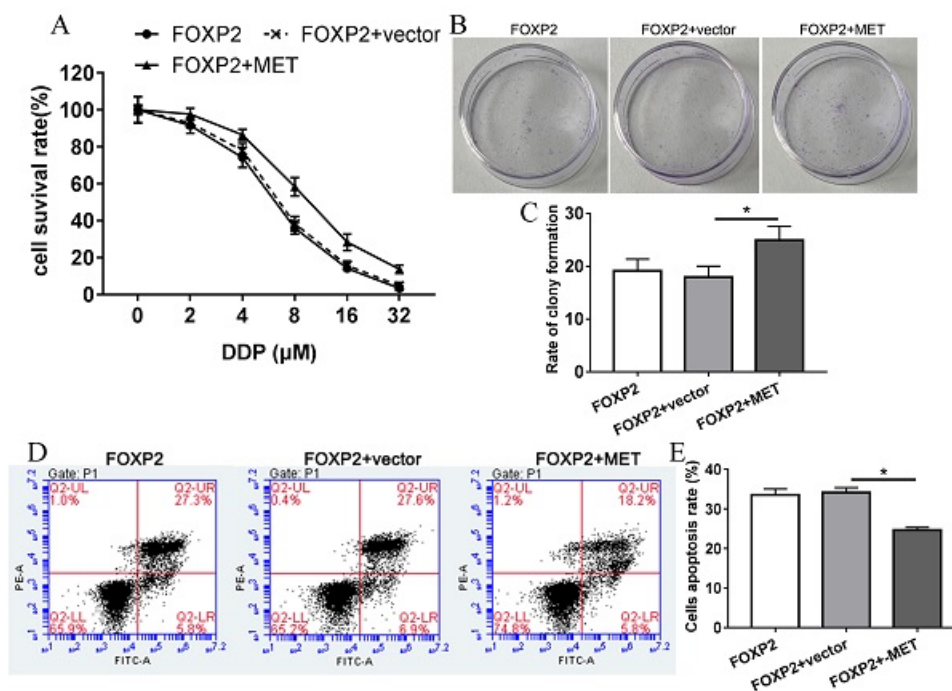 A
FOXP2
FOXP2+vector
FOXP2+MET
cell suvival rate(%)
120
100
80
60
40
20
0
0 2 4 8 16 32
DDP (μM)
B
FOXP2 FOXP2+vector FOXP2+MET
C
*
Rate of clony formation
30
20
10
0
FOXP2
FOXP2+vector
FOXP2+MET
D
FOXP2 FOXP2+vector FOXP2+MET
Gate: P1
Q2-UL Q2-UR
1.0% 27.3%
Q2-LL Q2-LR
65.9% 5.8%
PE-A
FITC-A
Gate: P1
Q2-UL Q2-UR
0.4% 27.6%
Q2-LL Q2-LR
65.2% 6.9%
PE-A
FITC-A
Gate: P1
Q2-UL Q2-UR
1.2% 18.2%
Q2-LL Q2-LR
74.8% 5.8%
PE-A
FITC-A
E
*
Cells apoptosis rate (%)
50
40
30
20
10
0
FOXP2
FOXP2+vector
FOXP2+-MET